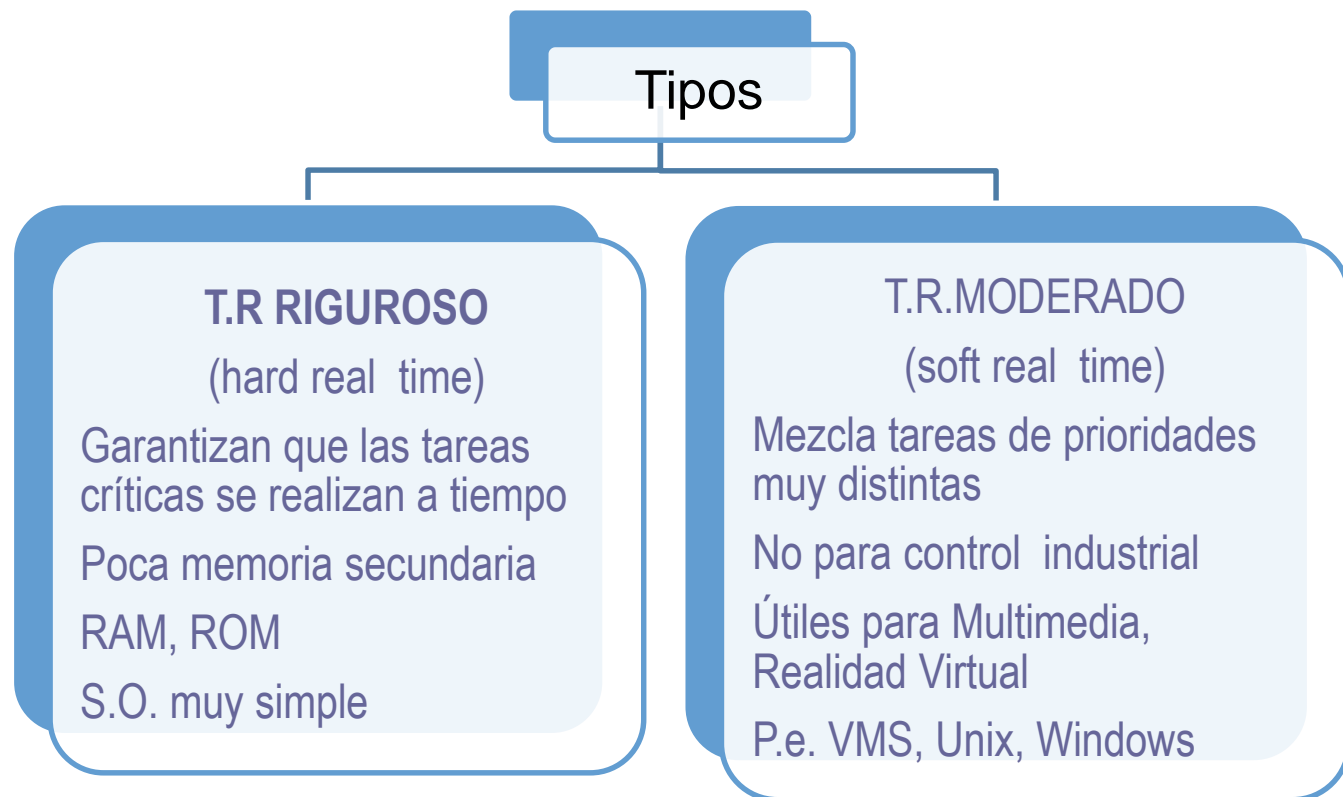 Tipos
T.R RIGUROSO
(hard real time)
Garantizan que las tareas
críticas se realizan a tiempo
Poca memoria secundaria
RAM, ROM
S.O. muy simple
T.R.MODERADO
(soft real time)
Mezcla tareas de prioridades
muy distintas
No para control industrial
Útiles para Multimedia,
Realidad Virtual
P.e. VMS, Unix, Windows